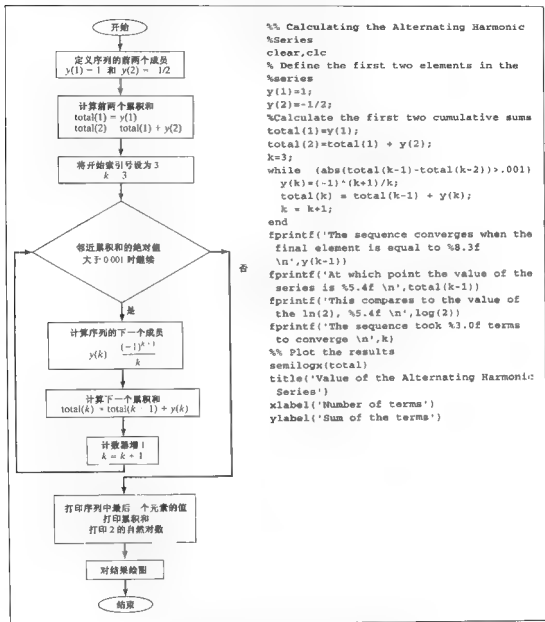 开始
定义序列的前两个成员
y(1) = 1 和 y(2) = 1/2
计算前两个累积和
total(1) = y(1)
total(2) total(1) + y(2)
将开始索引号设为 3
k 3
邻近累积和的绝对值
大于 0.001 时继续
否
是
计算序列的下一个成员
y(k) (-1)^(k+1)
k
计算下一个累积和
total(k) = total(k 1) + y(k)
计数器增 1
k = k + 1
打印序列中最后 个元素的值
打印累积和
打印 2 的自然对数
对结果绘图
结束
%% Calculating the Alternating Harmonic
%Series
clear,clc
% Define the first two elements in the
%series
y(1)=1;
y(2)=-1/2;
%Calculate the first two cumulative sums
total(1)=y(1);
total(2)=total(1) + y(2);
k=3;
while (abs(total(k-1)-total(k-2))>.001)
y(k)=(-1)^(k+1)/k;
total(k) = total(k-1) + y(k);
k = k+1;
end
fprintf('The sequence converges when the
final element is equal to %8.3f
\n',y(k-1))
fprintf('At which point the value of the
series is %5.4f \n',total(k-1))
fprintf('This compares to the value of
the ln(2), %5.4f \n',log(2))
fprintf('The sequence took %3.0f terms
to converge \n',k)
%% Plot the results
semilogx(total)
title('Value of the Alternating Harmonic
Series')
xlabel('Number of terms')
ylabel('Sum of the terms')